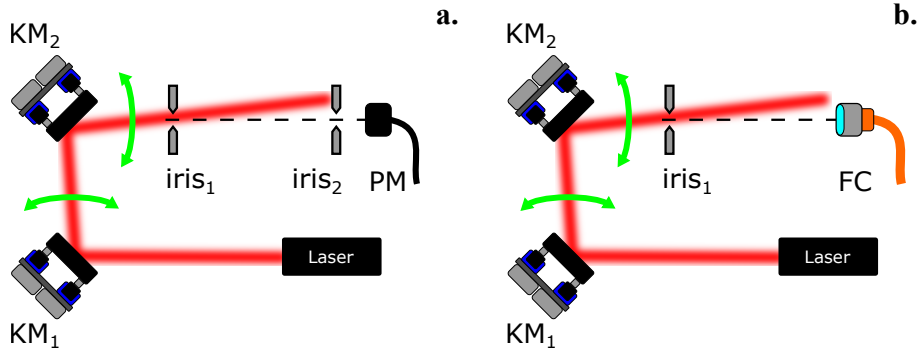 a.
KM2
iris1
iris2
PM
Laser
KM1
b.
KM2
iris1
FC
Laser
KM1